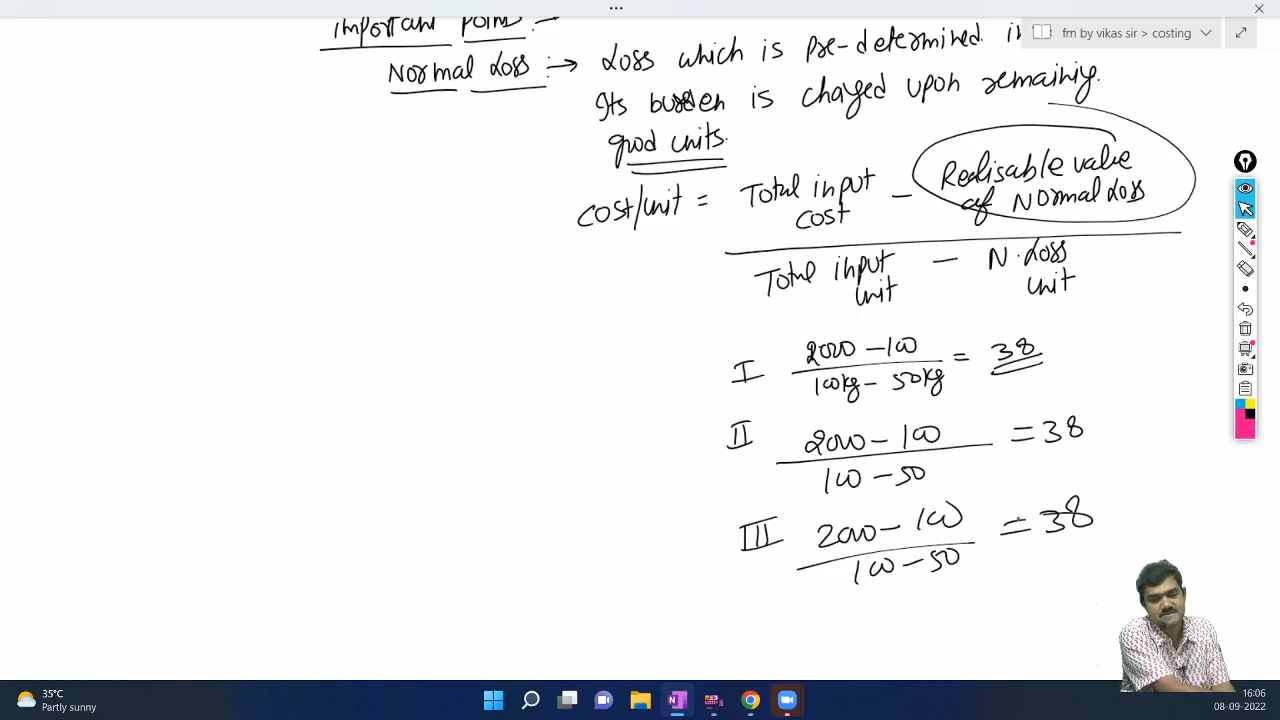 important points :-
fm by vikas sir > costing
Normal Loss :→ Loss which is pre-determined
Its burden is charged upon remaining
good units.
cost/unit = Total input cost - Realisable value of Normal Loss
Total input unit - N. Loss unit
I 2000 - 100 = 38
100kg - 50kg
II 2000 - 100 = 38
100 - 50
III 2000 - 100 = 38
100 - 50
35°C
Partly sunny
16:06
08-09-2022